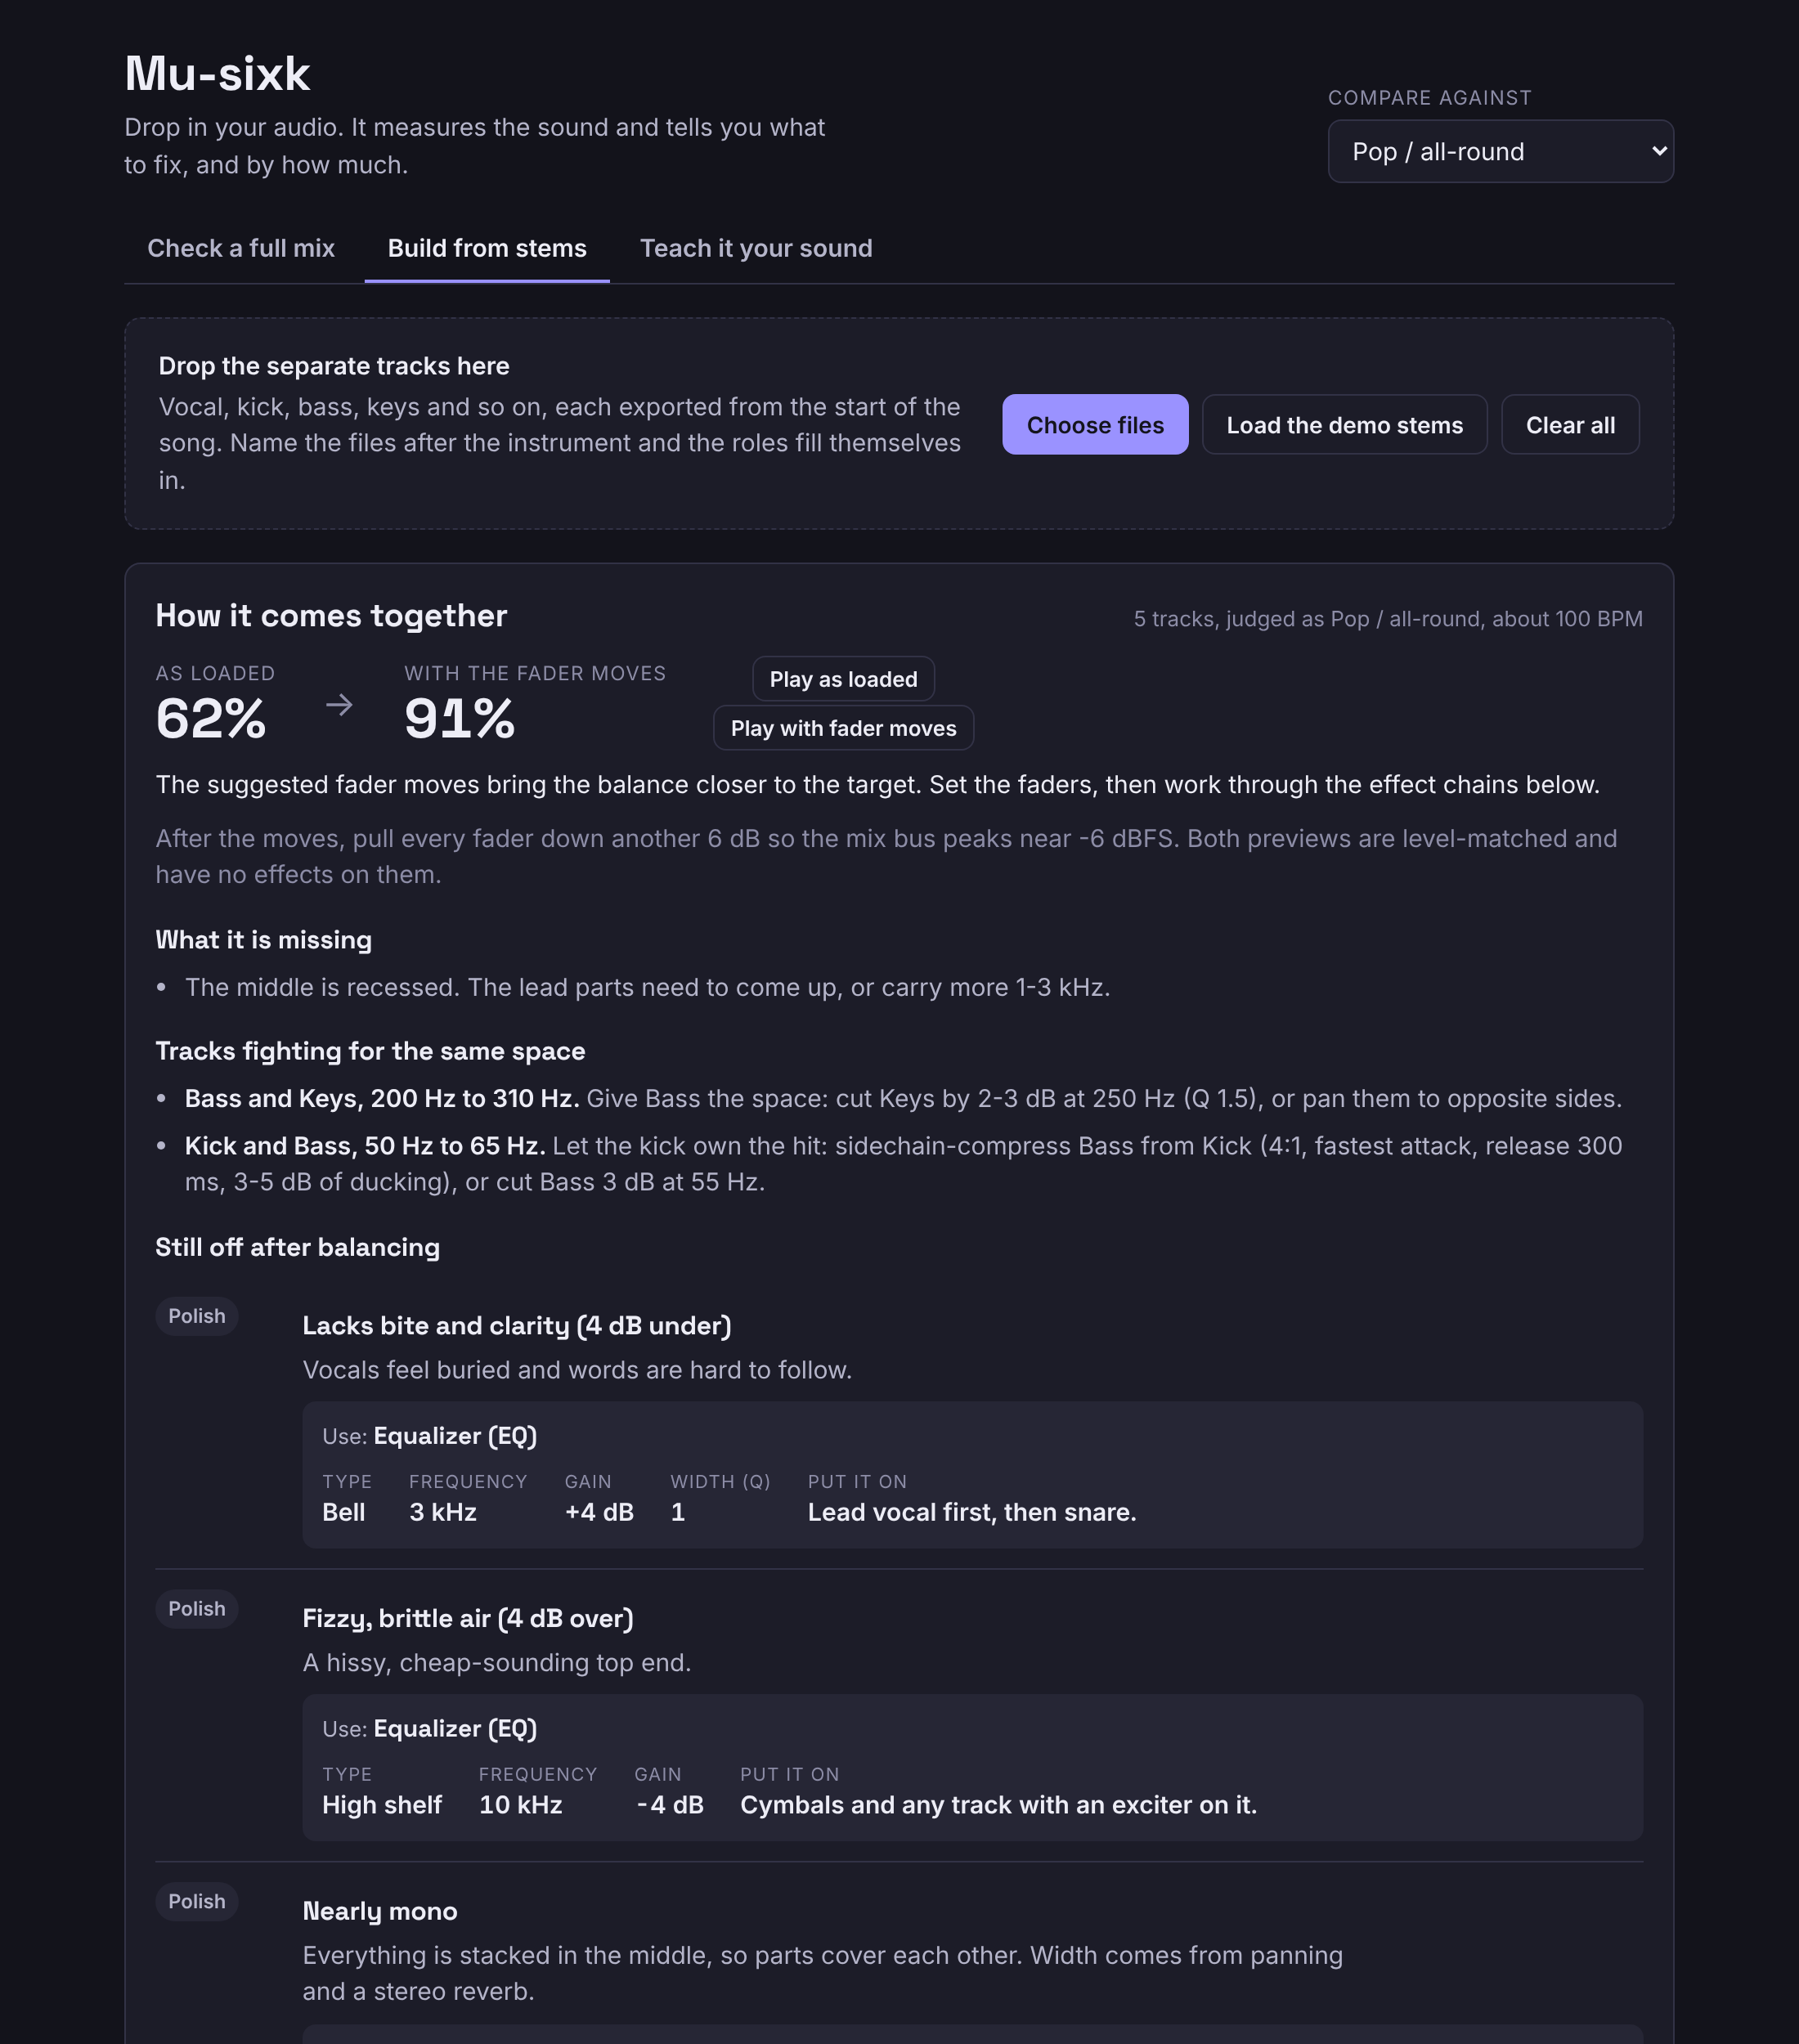 Mu-sixk
Drop in your audio. It measures the sound and tells you what
to fix, and by how much.
COMPARE AGAINST
Pop / all-round
Check a full mix
Build from stems
Teach it your sound
Drop the separate tracks here
Vocal, kick, bass, keys and so on, each exported from the start of the
song. Name the files after the instrument and the roles fill themselves
in.
Choose files
Load the demo stems
Clear all
How it comes together
5 tracks, judged as Pop / all-round, about 100 BPM
AS LOADED
62%
→
WITH THE FADER MOVES
91%
Play as loaded
Play with fader moves
The suggested fader moves bring the balance closer to the target. Set the faders, then work through the effect chains below.
After the moves, pull every fader down another 6 dB so the mix bus peaks near -6 dBFS. Both previews are level-matched and
have no effects on them.
What it is missing
• The middle is recessed. The lead parts need to come up, or carry more 1-3 kHz.
Tracks fighting for the same space
• Bass and Keys, 200 Hz to 310 Hz. Give Bass the space: cut Keys by 2-3 dB at 250 Hz (Q 1.5), or pan them to opposite sides.
• Kick and Bass, 50 Hz to 65 Hz. Let the kick own the hit: sidechain-compress Bass from Kick (4:1, fastest attack, release 300
ms, 3-5 dB of ducking), or cut Bass 3 dB at 55 Hz.
Still off after balancing
Polish
Lacks bite and clarity (4 dB under)
Vocals feel buried and words are hard to follow.
Use: Equalizer (EQ)
TYPE FREQUENCY GAIN WIDTH (Q) PUT IT ON
Bell 3 kHz +4 dB 1 Lead vocal first, then snare.
Polish
Fizzy, brittle air (4 dB over)
A hissy, cheap-sounding top end.
Use: Equalizer (EQ)
TYPE FREQUENCY GAIN PUT IT ON
High shelf 10 kHz -4 dB Cymbals and any track with an exciter on it.
Polish
Nearly mono
Everything is stacked in the middle, so parts cover each other. Width comes from panning
and a stereo reverb.